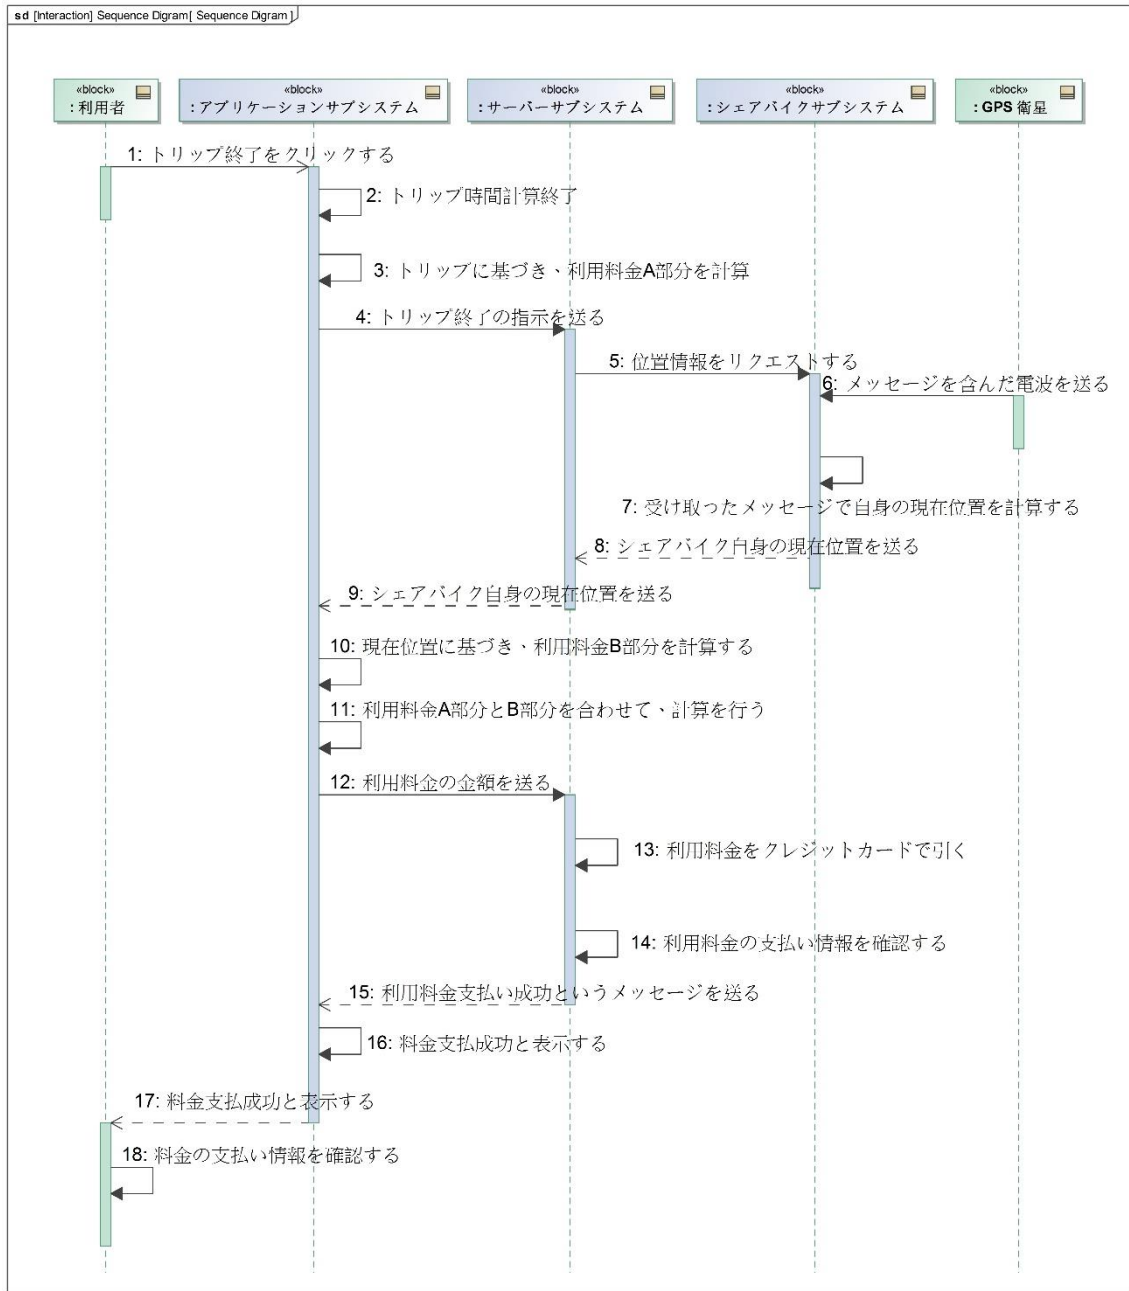 sd [Interaction] Sequence Digram[ Sequence Digram ]
«block»
: 利用者
«block»
: アプリケーションサブシステム
«block»
: サーバーサブシステム
«block»
: シェアバイクサブシステム
«block»
: GPS 衛星
1: トリップ終了をクリックする
2: トリップ時間計算終了
3: トリップに基づき、利用料金A部分を計算
4: トリップ終了の指示を送る
5: 位置情報をリクエストする
6: メッセージを含んだ電波を送る
7: 受け取ったメッセージで自身の現在位置を計算する
8: シェアバイク自身の現在位置を送る
9: シェアバイク自身の現在位置を送る
10: 現在位置に基づき、利用料金B部分を計算する
11: 利用料金A部分とB部分を合わせて、計算を行う
12: 利用料金の金額を送る
13: 利用料金をクレジットカードで引く
14: 利用料金の支払い情報を確認する
15: 利用料金支払い成功というメッセージを送る
16: 料金支払成功と表示する
17: 料金支払成功と表示する
18: 料金の支払い情報を確認する